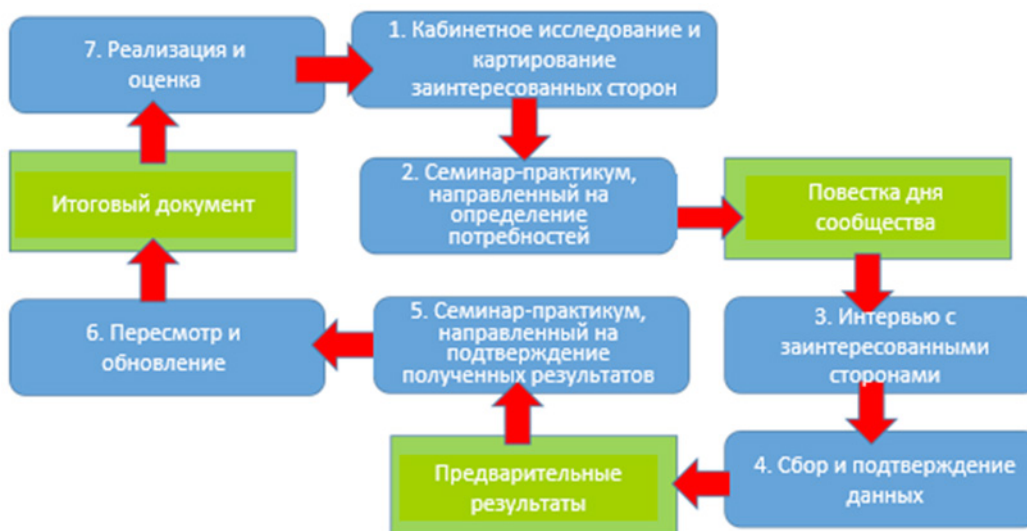 1. Кабинетное исследование и
картирование
заинтересованных сторон
2. Семинар-практикум,
направленный на
определение
потребностей
Повестка дня
сообщества
3. Интервью с
заинтересованными
сторонами
4. Сбор и подтверждение
данных
Предварительные
результаты
5. Семинар-практикум,
направленный на
подтверждение
полученных результатов
6. Пересмотр и
обновление
Итоговый документ
7. Реализация и
оценка